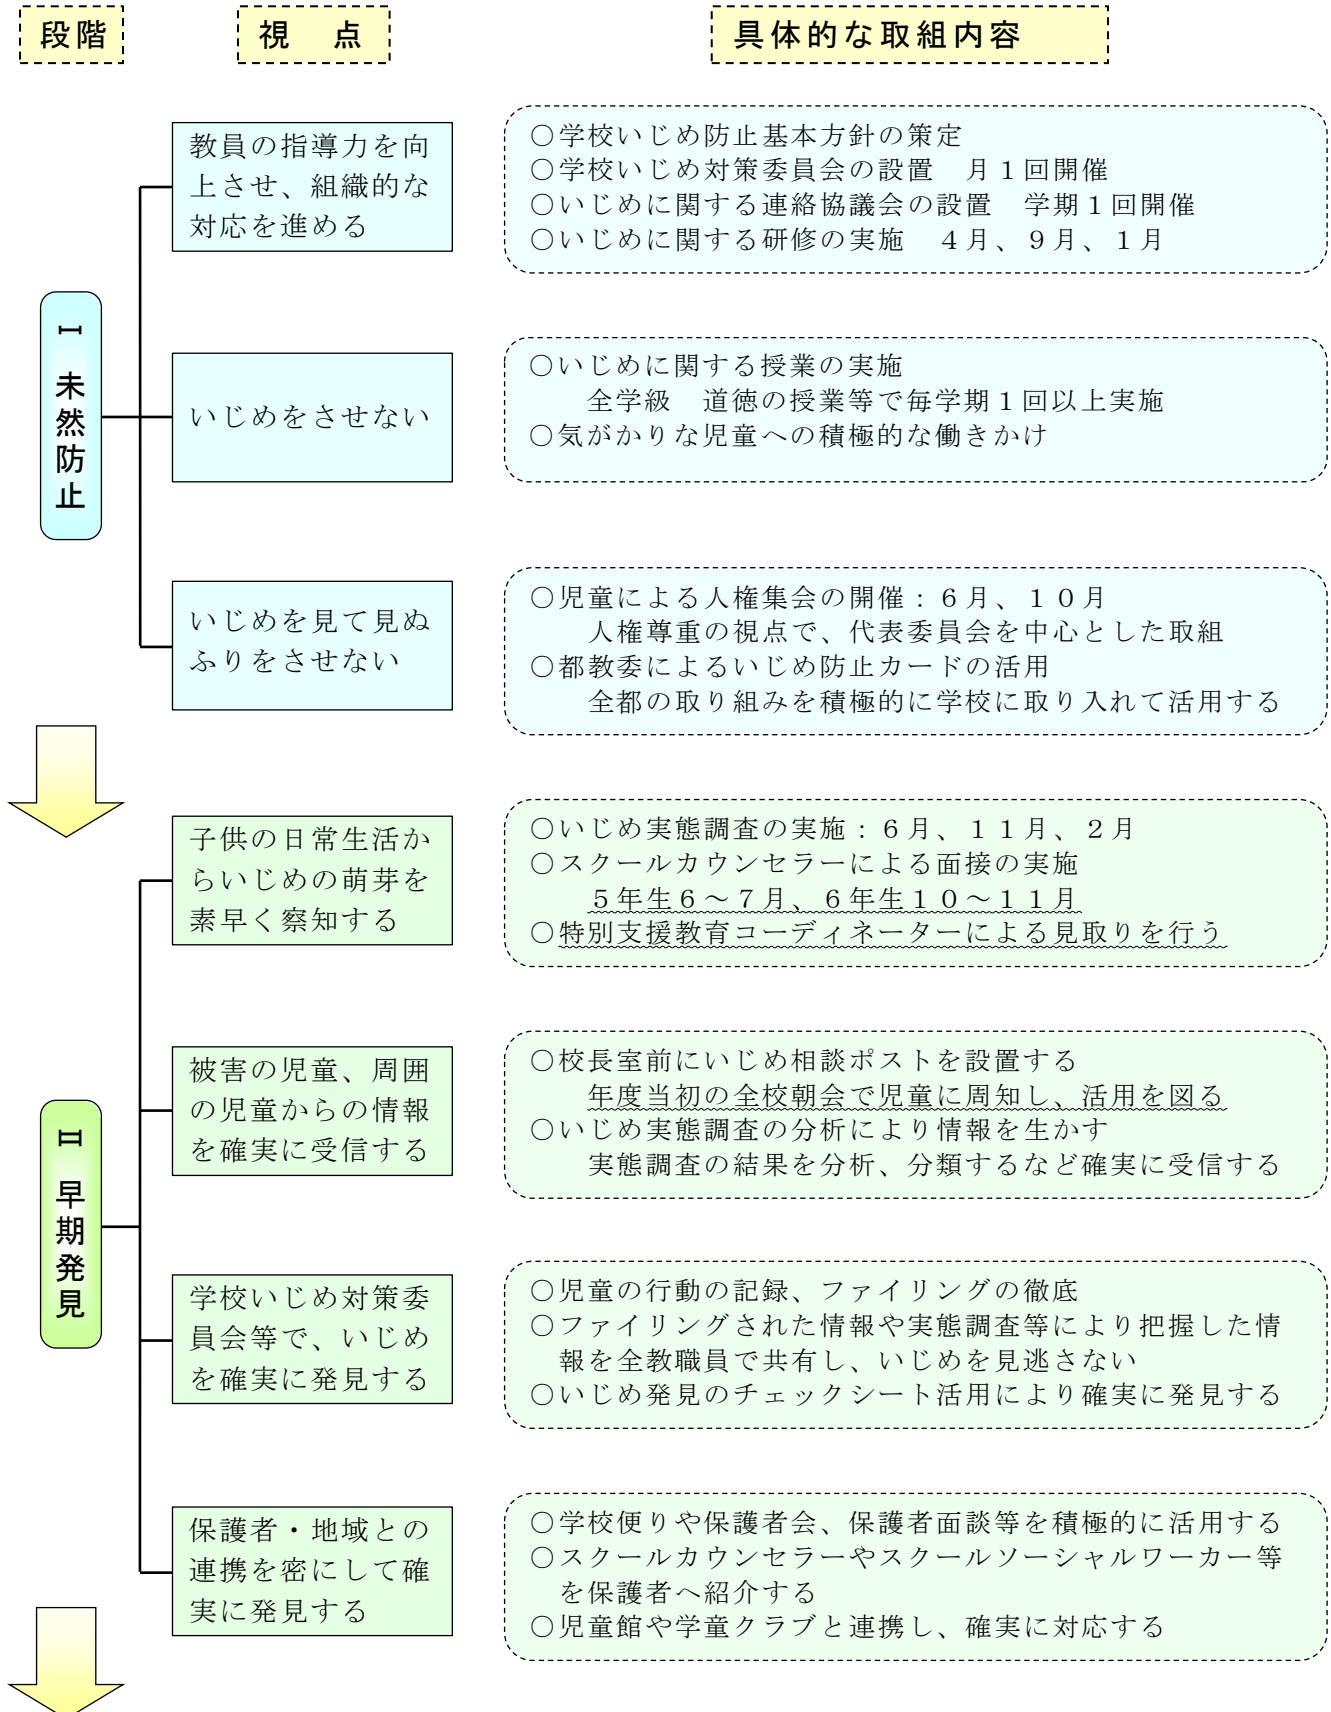 段階　視　点　具体的な取組内容
Ⅰ 未然防止
教員の指導力を向
上させ、組織的な
対応を進める
○学校いじめ防止基本方針の策定
○学校いじめ対策委員会の設置　月１回開催
○いじめに関する連絡協議会の設置　学期１回開催
○いじめに関する研修の実施　４月、９月、１月
いじめをさせない
○いじめに関する授業の実施
全学級　道徳の授業等で毎学期１回以上実施
○気がかりな児童への積極的な働きかけ
いじめを見て見ぬ
ふりをさせない
○児童による人権集会の開催：６月、１０月
人権尊重の視点で、代表委員会を中心とした取組
○都教委によるいじめ防止カードの活用
全都の取り組みを積極的に学校に取り入れて活用する
Ⅱ 早期発見
子供の日常生活か
らいじめの萌芽を
素早く察知する
○いじめ実態調査の実施：６月、１１月、２月
○スクールカウンセラーによる面接の実施
５年生６～７月、６年生１０～１１月
○特別支援教育コーディネーターによる見取りを行う
被害の児童、周囲
の児童からの情報
を確実に受信する
○校長室前にいじめ相談ポストを設置する
年度当初の全校朝会で児童に周知し、活用を図る
○いじめ実態調査の分析により情報を生かす
実態調査の結果を分析、分類するなど確実に受信する
学校いじめ対策委
員会等で、いじめ
を確実に発見する
○児童の行動の記録、ファイリングの徹底
○ファイリングされた情報や実態調査等により把握した情
報を全教職員で共有し、いじめを見逃さない
○いじめ発見のチェックシート活用により確実に発見する
保護者・地域との
連携を密にして確
実に発見する
○学校便りや保護者会、保護者面談等を積極的に活用する
○スクールカウンセラーやスクールソーシャルワーカー等
を保護者へ紹介する
○児童館や学童クラブと連携し、確実に対応する